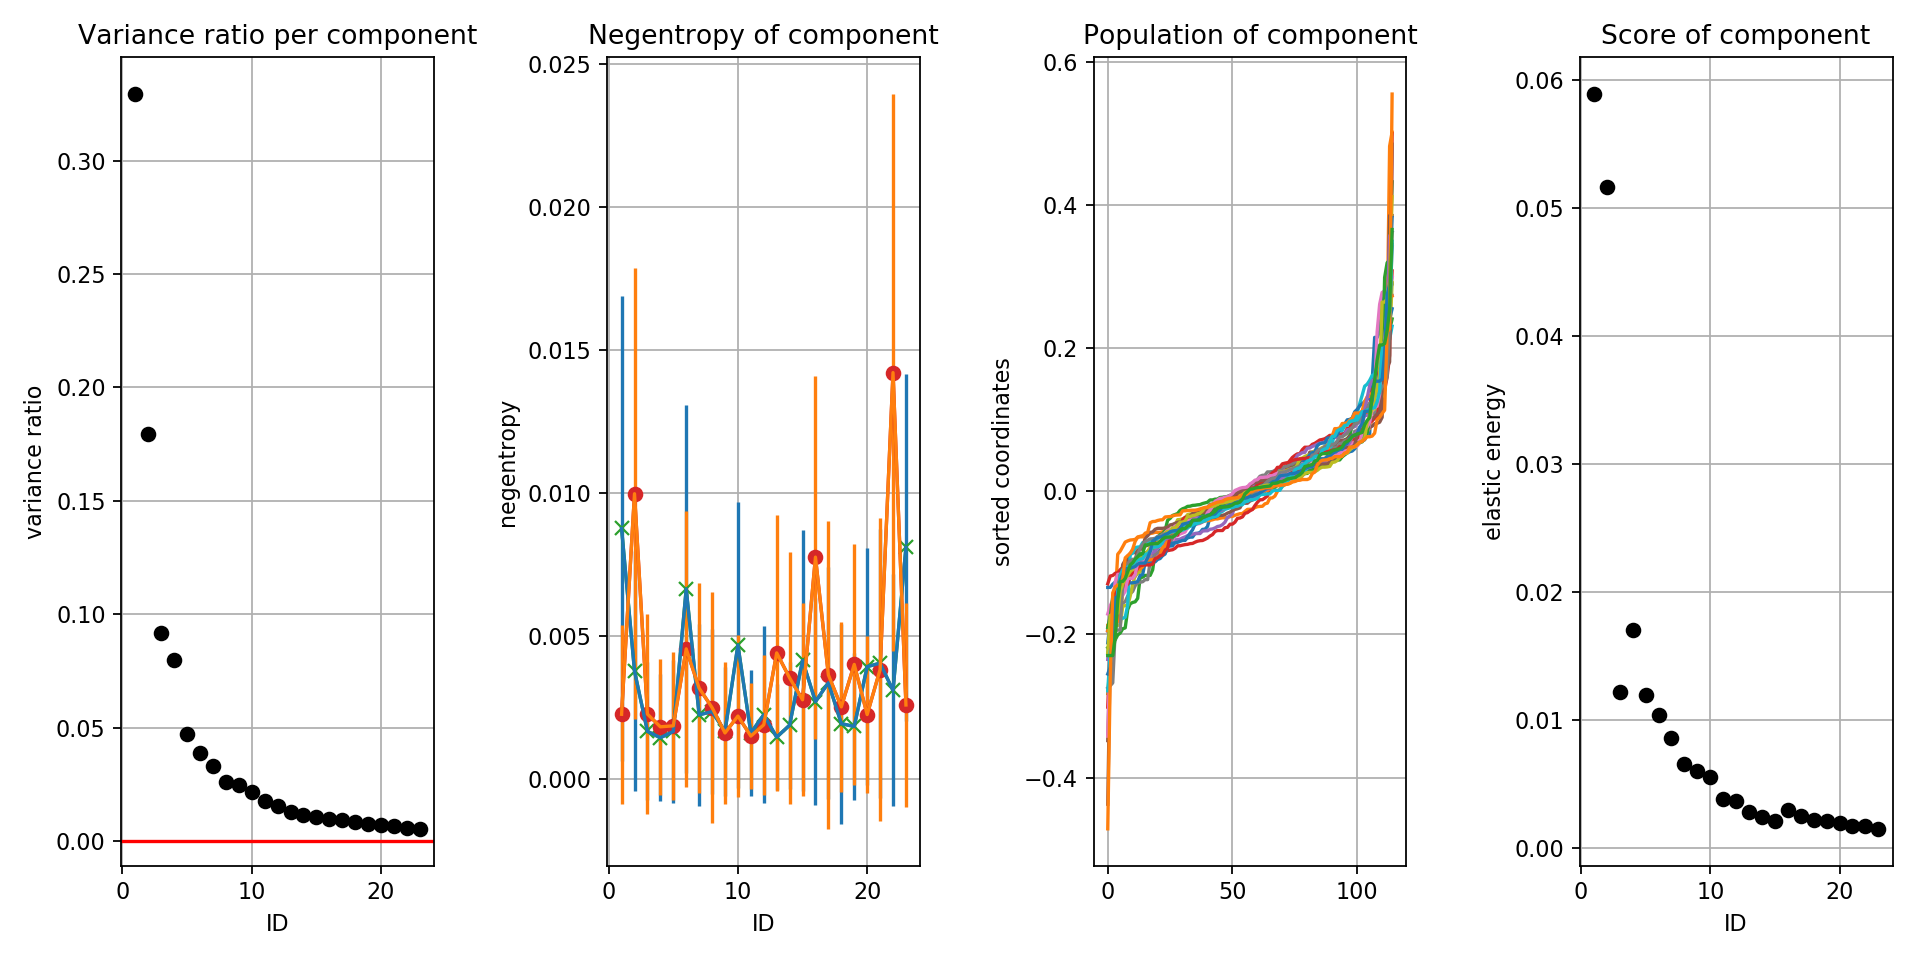 Variance ratio per component
variance ratio
0.30
0.25
0.20
0.15
0.10
0.05
0.00
0 10 20
ID
Negentropy of component
negentropy
0.025
0.020
0.015
0.010
0.005
0.000
0 10 20
ID
Population of component
sorted coordinates
0.6
0.4
0.2
0.0
−0.2
−0.4
0 50 100
Score of component
elastic energy
0.06
0.05
0.04
0.03
0.02
0.01
0.00
0 10 20
ID